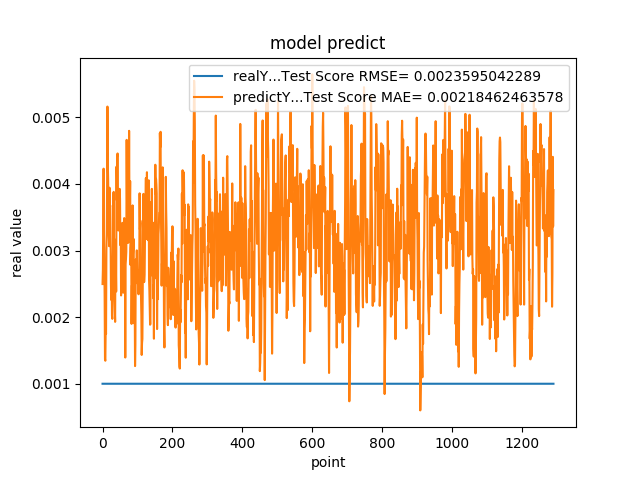 model predict
realY...Test Score RMSE= 0.0023595042289
predictY...Test Score MAE= 0.00218462463578
0.005
0.004
0.003
0.002
0.001
real value
0 200 400 600 800 1000 1200
point